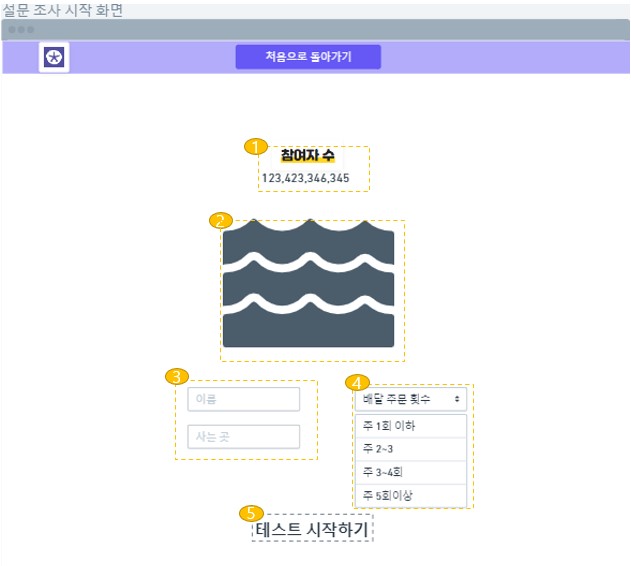 설문 조사 시작 화면
처음으로 돌아가기
1
참여자 수
123,423,346,345
2
3
이름
사는 곳
4
배달 주문 횟수
주 1회 이하
주 2~3
주 3~4회
주 5회이상
5
테스트 시작하기